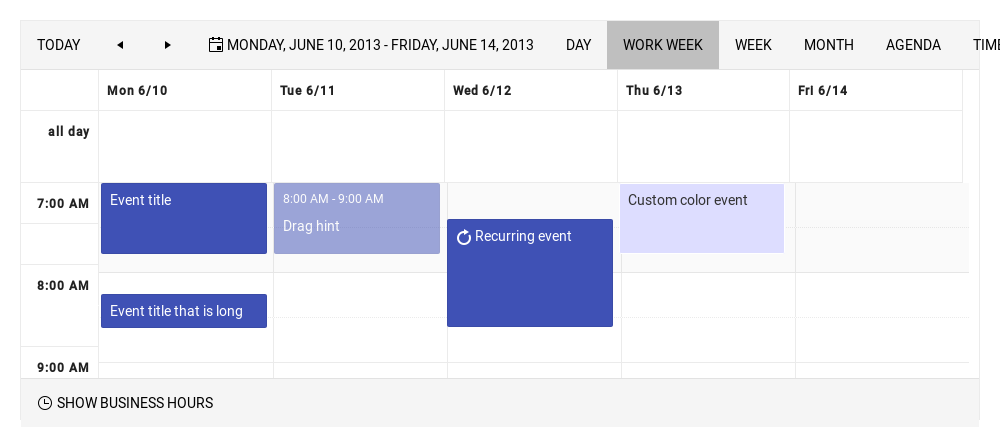 TODAY MONDAY, JUNE 10, 2013 - FRIDAY, JUNE 14, 2013 DAY WORK WEEK WEEK MONTH AGENDA TIME
Mon 6/10 Tue 6/11 Wed 6/12 Thu 6/13 Fri 6/14
all day
7:00 AM Event title 8:00 AM - 9:00 AM Custom color event
Drag hint
Recurring event
8:00 AM
Event title that is long
9:00 AM
SHOW BUSINESS HOURS